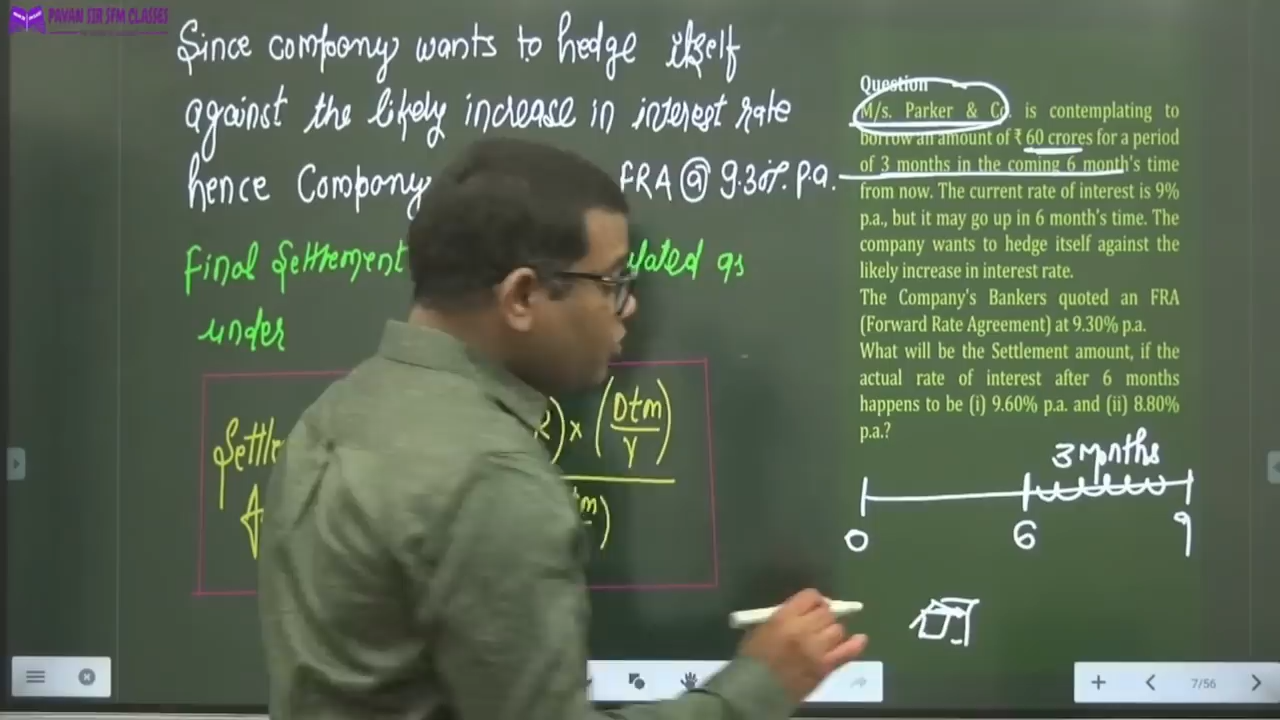 PAVAN SIR SFM CLASSES
Since company wants to hedge itself
against the likely increase in interest rate
hence Company FRA @ 9.30% p.a.
Final Settlement as
under
Question
M/s. Parker & Co. is contemplating to
borrow an amount of ₹ 60 crores for a period
of 3 months in the coming 6 month's time
from now. The current rate of interest is 9%
p.a., but it may go up in 6 month's time. The
company wants to hedge itself against the
likely increase in interest rate.
The Company's Bankers quoted an FRA
(Forward Rate Agreement) at 9.30% p.a.
What will be the Settlement amount, if the
actual rate of interest after 6 months
happens to be (i) 9.60% p.a. and (ii) 8.80%
p.a.?
) × (Dtm
Y)
3 months
0 6 9
7/56